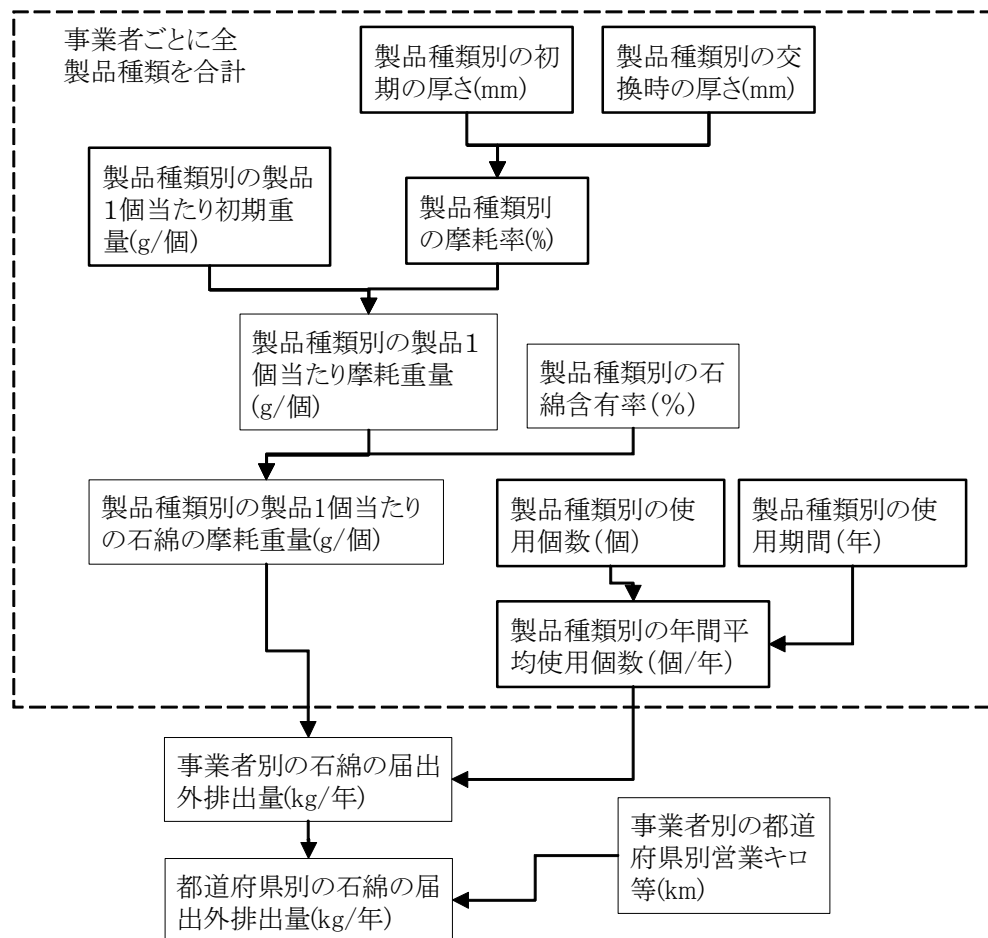 事業者ごとに全
製品種類を合計
製品種類別の初
期の厚さ(mm)
製品種類別の交
換時の厚さ(mm)
製品種類別の製品
1個当たり初期重
量(g/個)
製品種類別
の摩耗率(%)
製品種類別の製品1
個当たり摩耗重量
(g/個)
製品種類別の石
綿含有率(%)
製品種類別の製品1個当たり
の石綿の摩耗重量(g/個)
製品種類別の使
用個数(個)
製品種類別の使
用期間(年)
製品種類別の年間平
均使用個数(個/年)
事業者別の石綿の届出
外排出量(kg/年)
事業者別の都道
府県別営業キロ
等(km)
都道府県別の石綿の届
出外排出量(kg/年)